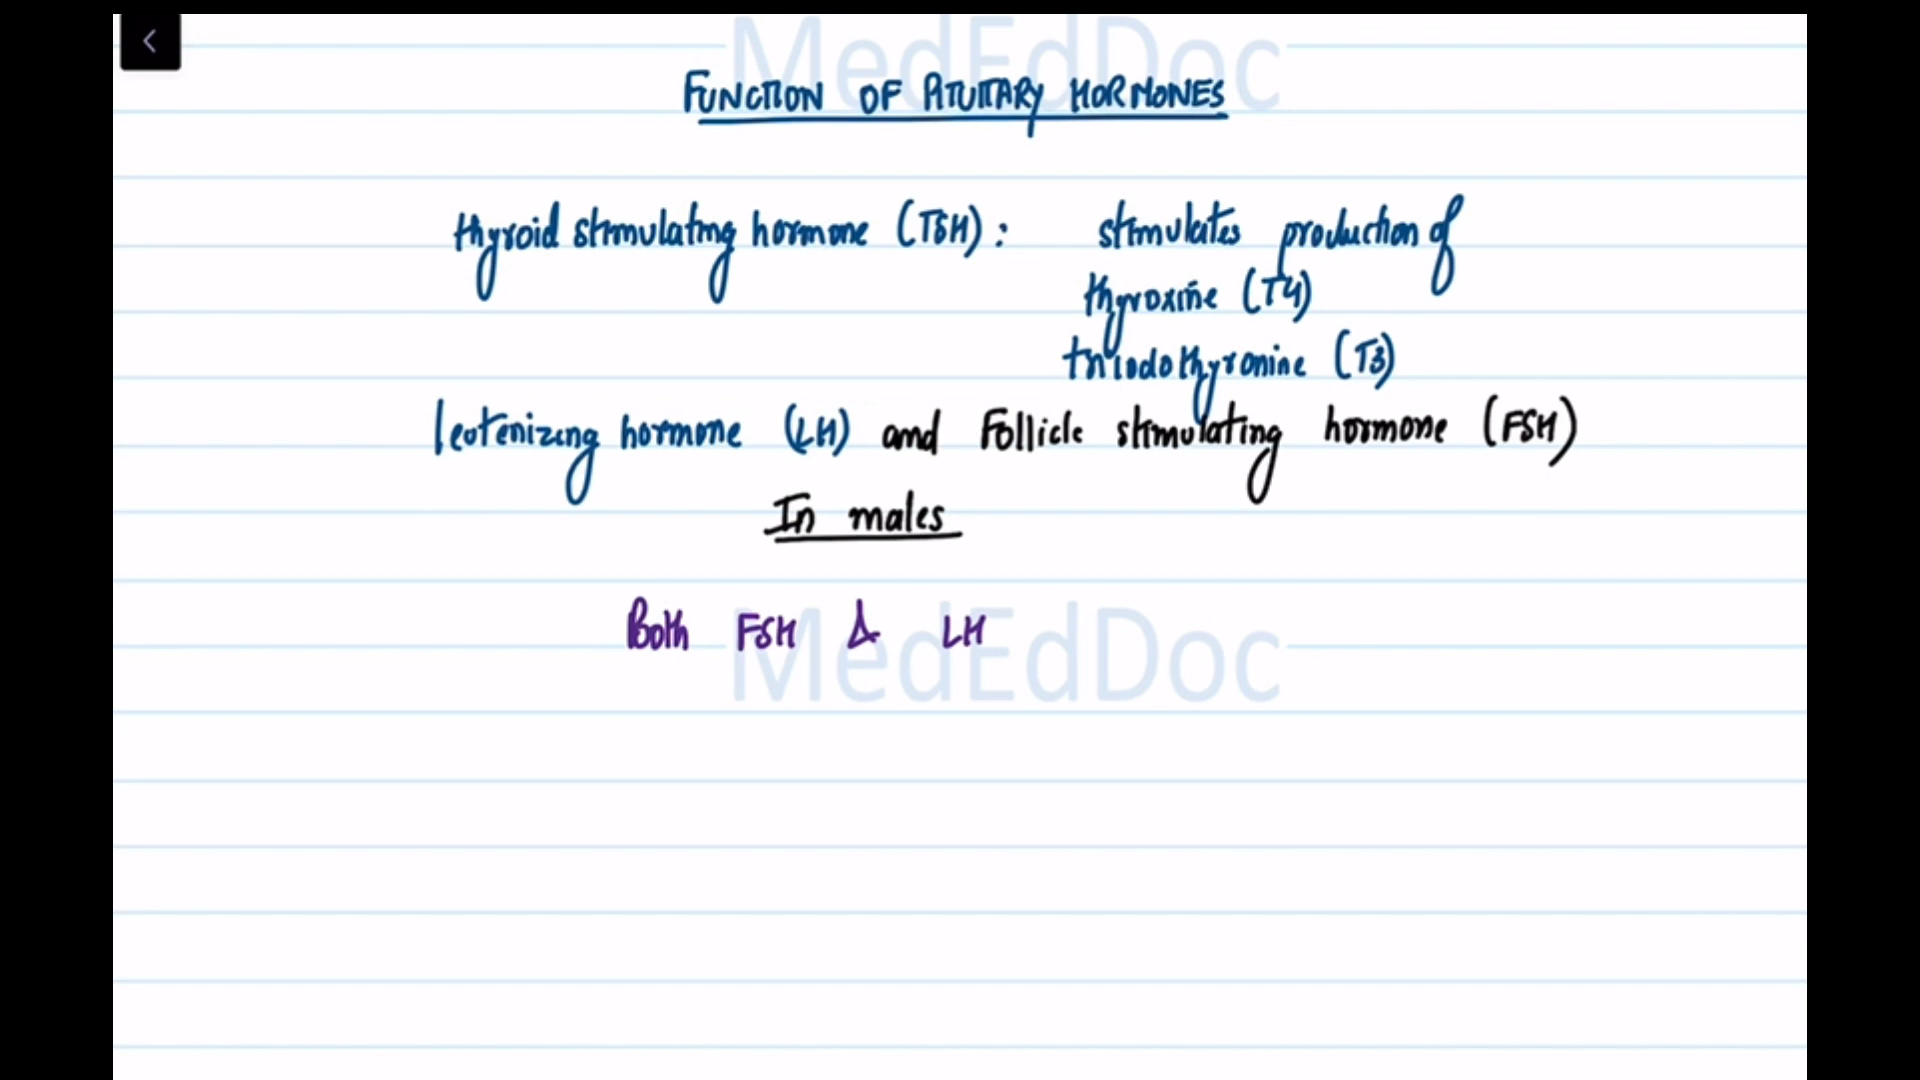 MedEdDoc
FUNCTION OF PITUITARY HORMONES
thyroid stimulating hormone (TSH): stimulates production of
thyroxine (T4)
triiodothyronine (T3)
leutenizing hormone (LH) and Follicle stimulating hormone (FSH)
In males
Both FSH & LH
MedEdDoc